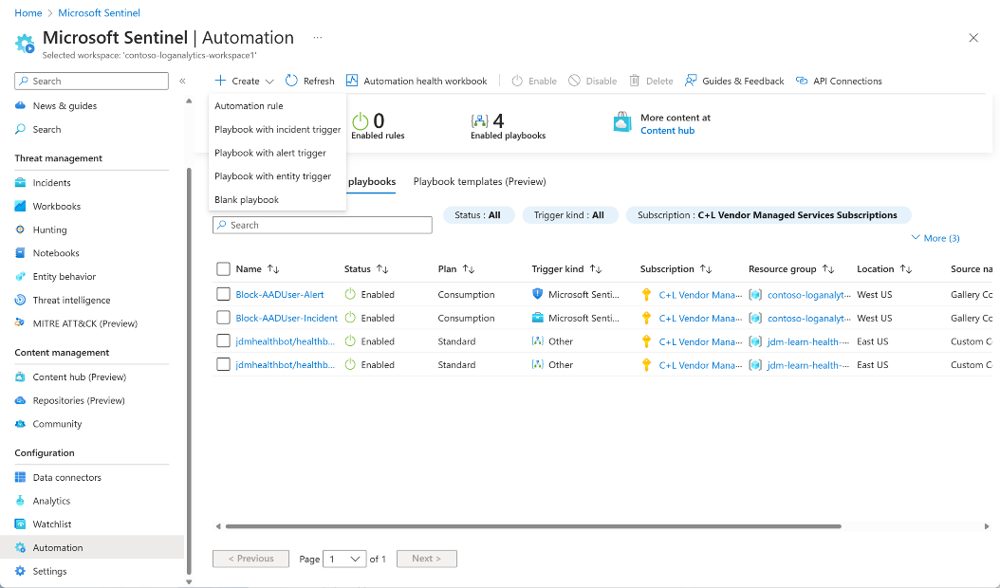 Home > Microsoft Sentinel
Microsoft Sentinel | Automation ...
Selected workspace: 'contoso-loganalytics-workspace1'
Search «
+ Create Refresh Automation health workbook Enable Disable Delete Guides & Feedback API Connections
News & guides
Search
Threat management
Incidents
Workbooks
Hunting
Notebooks
Entity behavior
Threat intelligence
MITRE ATT&CK (Preview)
Content management
Content hub (Preview)
Repositories (Preview)
Community
Configuration
Data connectors
Analytics
Watchlist
Automation
Settings
Automation rule
Playbook with incident trigger
Playbook with alert trigger
Playbook with entity trigger
Blank playbook
0
Enabled rules
4
Enabled playbooks
More content at
Content hub
playbooks Playbook templates (Preview)
Search
Status : All Trigger kind : All Subscription : C+L Vendor Managed Services Subscriptions
More (3)
Name Status Plan Trigger kind Subscription Resource group Location Source na
Block-AADUser-Alert Enabled Consumption Microsoft Senti... C+L Vendor Mana... contoso-loganalyt... West US Gallery Co
Block-AADUser-Incident Enabled Consumption Microsoft Senti... C+L Vendor Mana... contoso-loganalyt... West US Gallery Co
jdmhealthbot/healthb... Enabled Standard Other C+L Vendor Mana... jdm-learn-health-... East US Custom C
jdmhealthbot/healthb... Enabled Standard Other C+L Vendor Mana... jdm-learn-health-... East US Custom C
< Previous Page 1 of 1 Next >